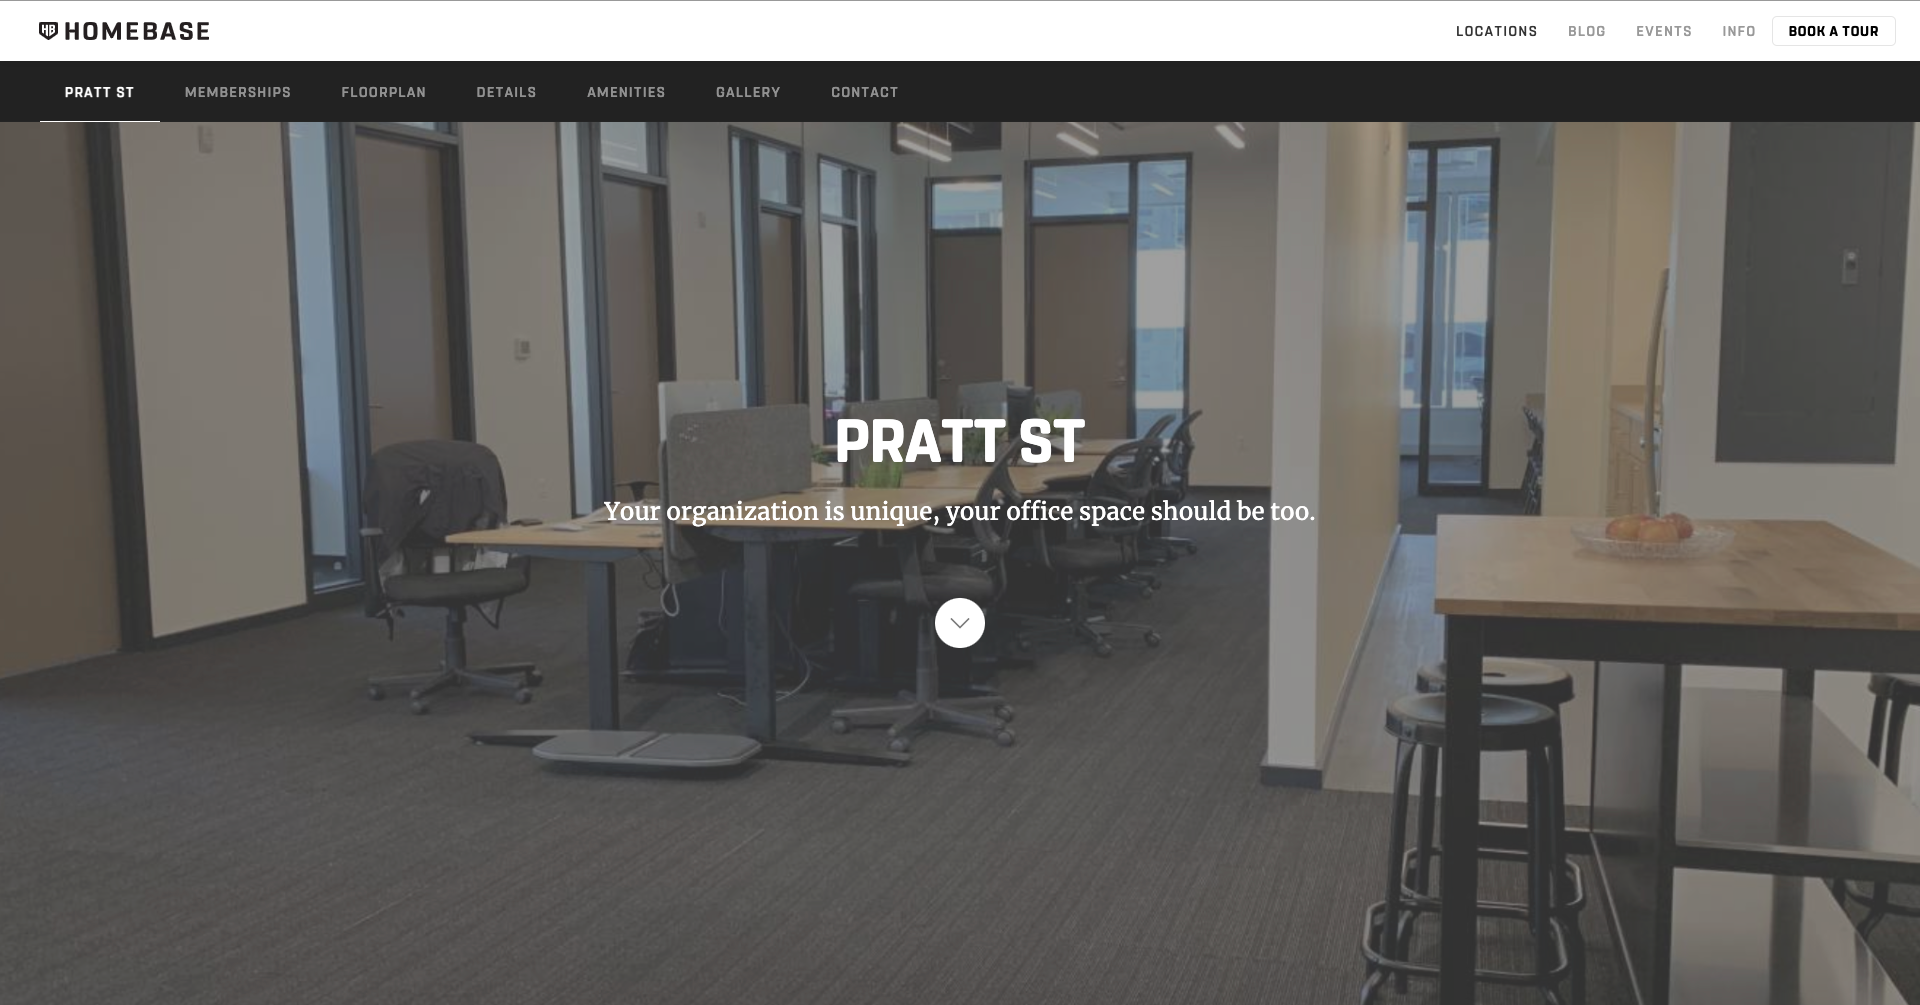 HB HOMEBASE
LOCATIONS BLOG EVENTS INFO BOOK A TOUR
PRATT ST MEMBERSHIPS FLOORPLAN DETAILS AMENITIES GALLERY CONTACT
PRATT ST
Your organization is unique, your office space should be too.